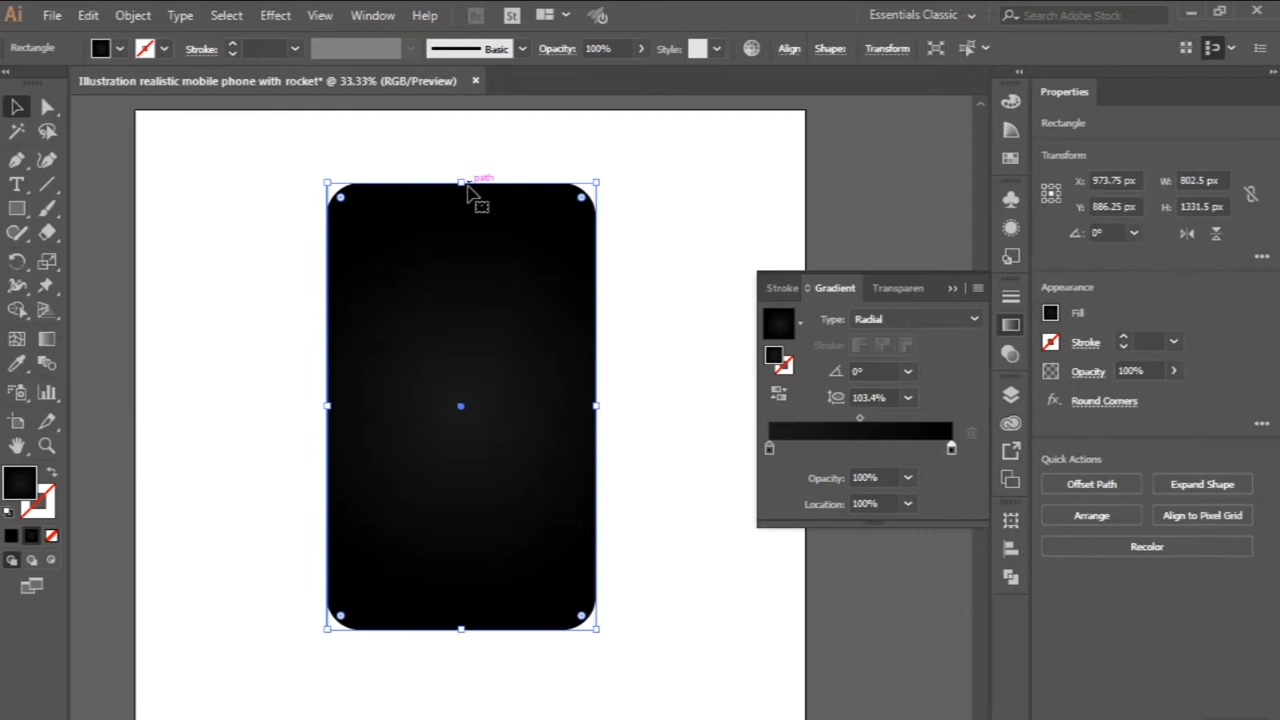 Ai File Edit Object Type Select Effect View Window Help Br St Essentials Classic Search Adobe Stock
Rectangle Stroke: Basic Opacity: 100% Style: Align Shape: Transform
Illustration realistic mobile phone with rocket* @ 33.33% (RGB/Preview) ×
Properties
Rectangle
Transform
X: 973.75 px W: 802.5 px
Y: 886.25 px H: 1331.5 px
0°
Appearance
Fill
Stroke
Opacity 100%
fx. Round Corners
Quick Actions
Offset Path Expand Shape
Arrange Align to Pixel Grid
Recolor
path
Stroke Gradient Transparen
Type: Radial
Stroke:
0°
103.4%
Opacity: 100%
Location: 100%